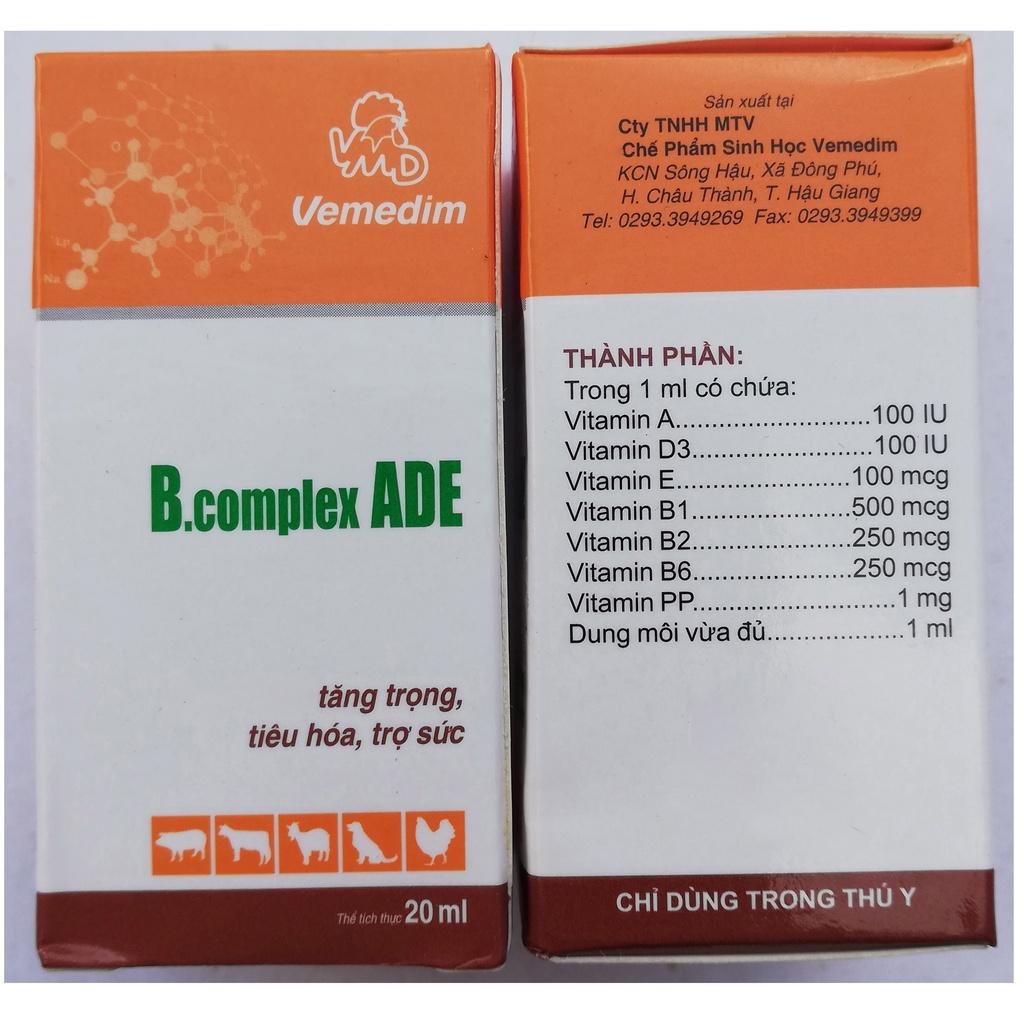 VMD
Vemedim
Na
B.complex ADE
tăng trọng,
tiêu hóa, trợ sức
Thể tích thực 20 ml
Sản xuất tại
Cty TNHH MTV
Chế Phẩm Sinh Học Vemedim
KCN Sông Hậu, Xã Đông Phú,
H. Châu Thành, T. Hậu Giang
Tel: 0293.3949269 Fax: 0293.3949399
THÀNH PHẦN:
Trong 1 ml có chứa:
Vitamin A...........................100 IU
Vitamin D3.........................100 IU
Vitamin E........................100 mcg
Vitamin B1......................500 mcg
Vitamin B2......................250 mcg
Vitamin B6......................250 mcg
Vitamin PP............................1 mg
Dung môi vừa đủ...................1 ml
CHỈ DÙNG TRONG THÚ Y